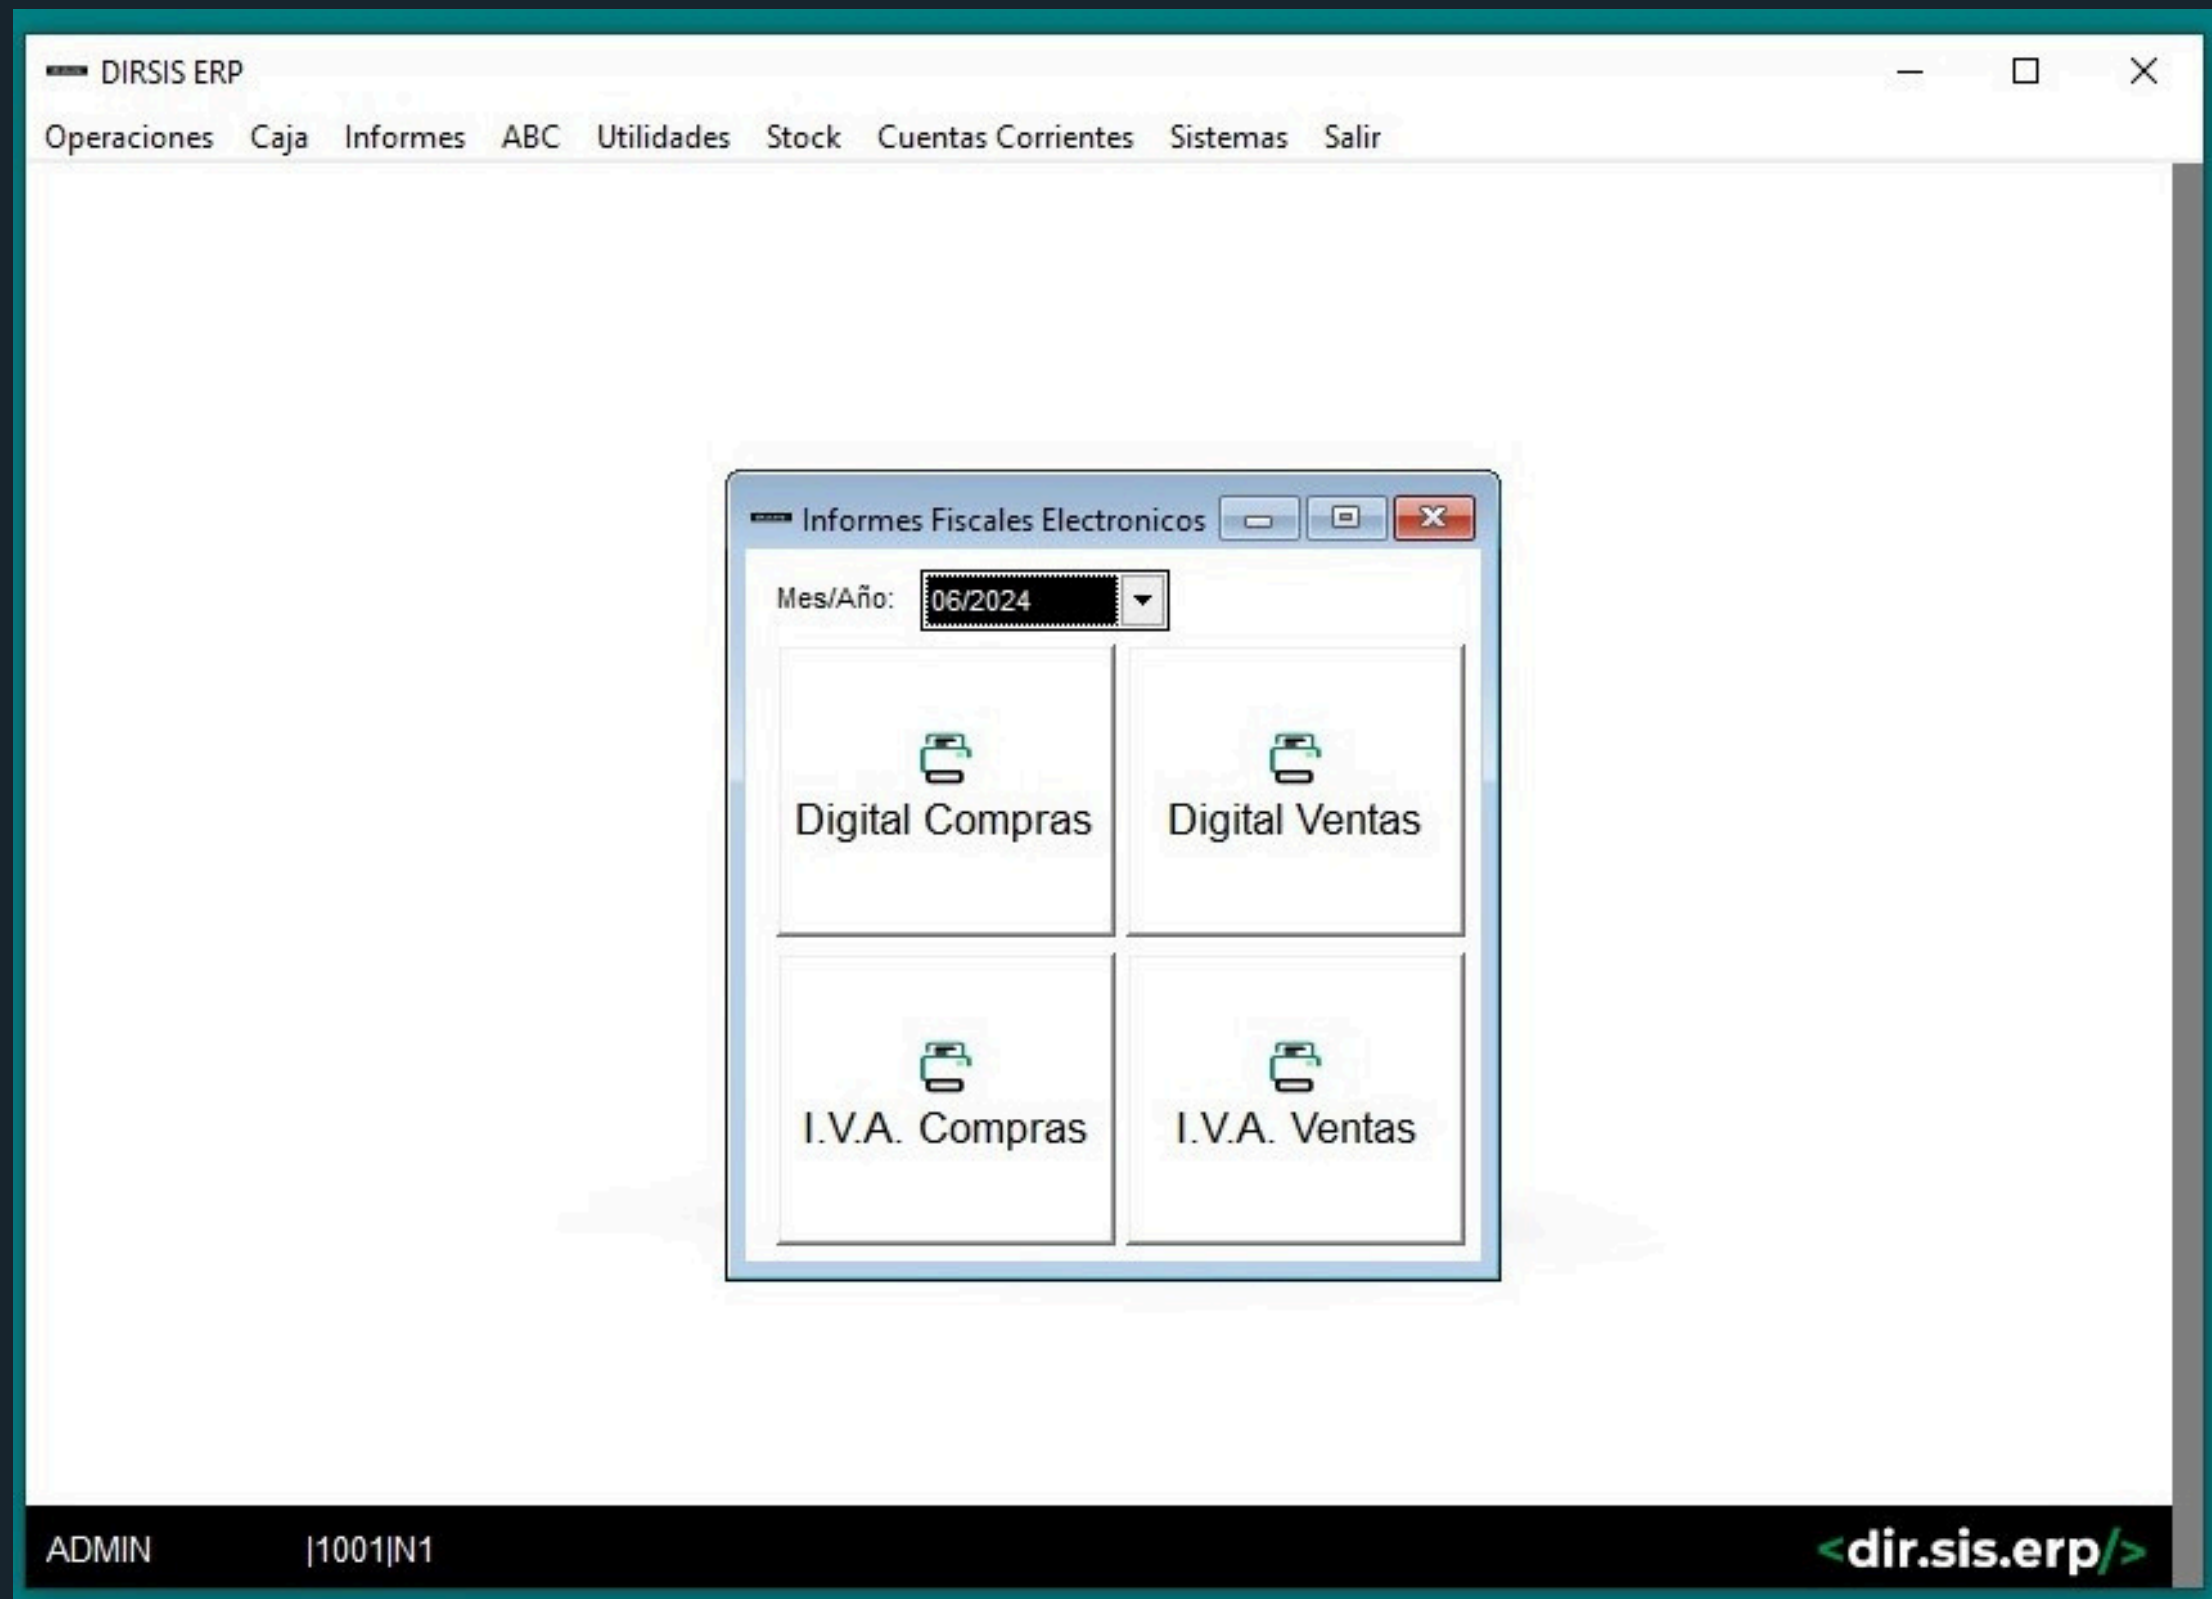 DIRSIS ERP
Operaciones Caja Informes ABC Utilidades Stock Cuentas Corrientes Sistemas Salir
Informes Fiscales Electronicos
Mes/Año: 06/2024
Digital Compras Digital Ventas
I.V.A. Compras I.V.A. Ventas
ADMIN |1001|N1 <dir.sis.erp/>